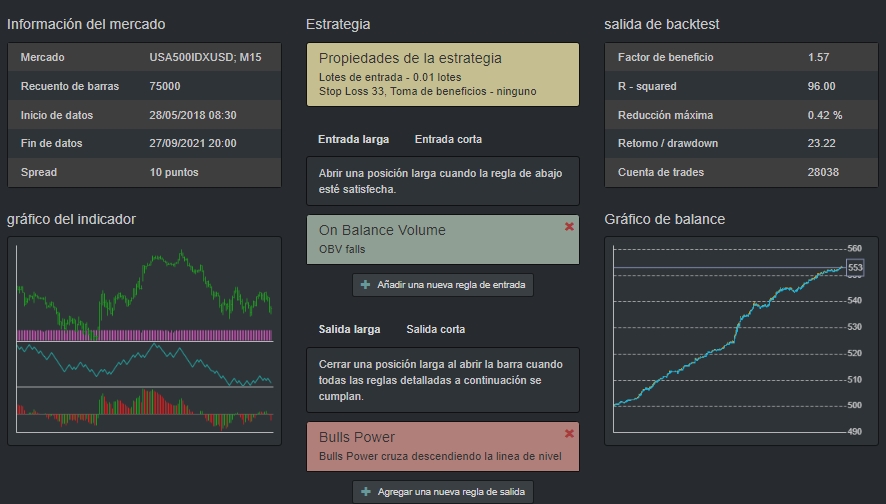 Información del mercado
Mercado USA500IDXUSD; M15
Recuento de barras 75000
Inicio de datos 28/05/2018 08:30
Fin de datos 27/09/2021 20:00
Spread 10 puntos
gráfico del indicador
Estrategia
Propiedades de la estrategia
Lotes de entrada - 0.01 lotes
Stop Loss 33, Toma de beneficios - ninguno
Entrada larga Entrada corta
Abrir una posición larga cuando la regla de abajo
esté satisfecha.
On Balance Volume
OBV falls
Añadir una nueva regla de entrada
Salida larga Salida corta
Cerrar una posición larga al abrir la barra cuando
todas las reglas detalladas a continuación se
cumplan.
Bulls Power
Bulls Power cruza descendiendo la linea de nivel
Agregar una nueva regla de salida
salida de backtest
Factor de beneficio 1.57
R - squared 96.00
Reducción máxima 0.42 %
Retorno / drawdown 23.22
Cuenta de trades 28038
Gráfico de balance
560
553
550
540
530
520
510
500
490